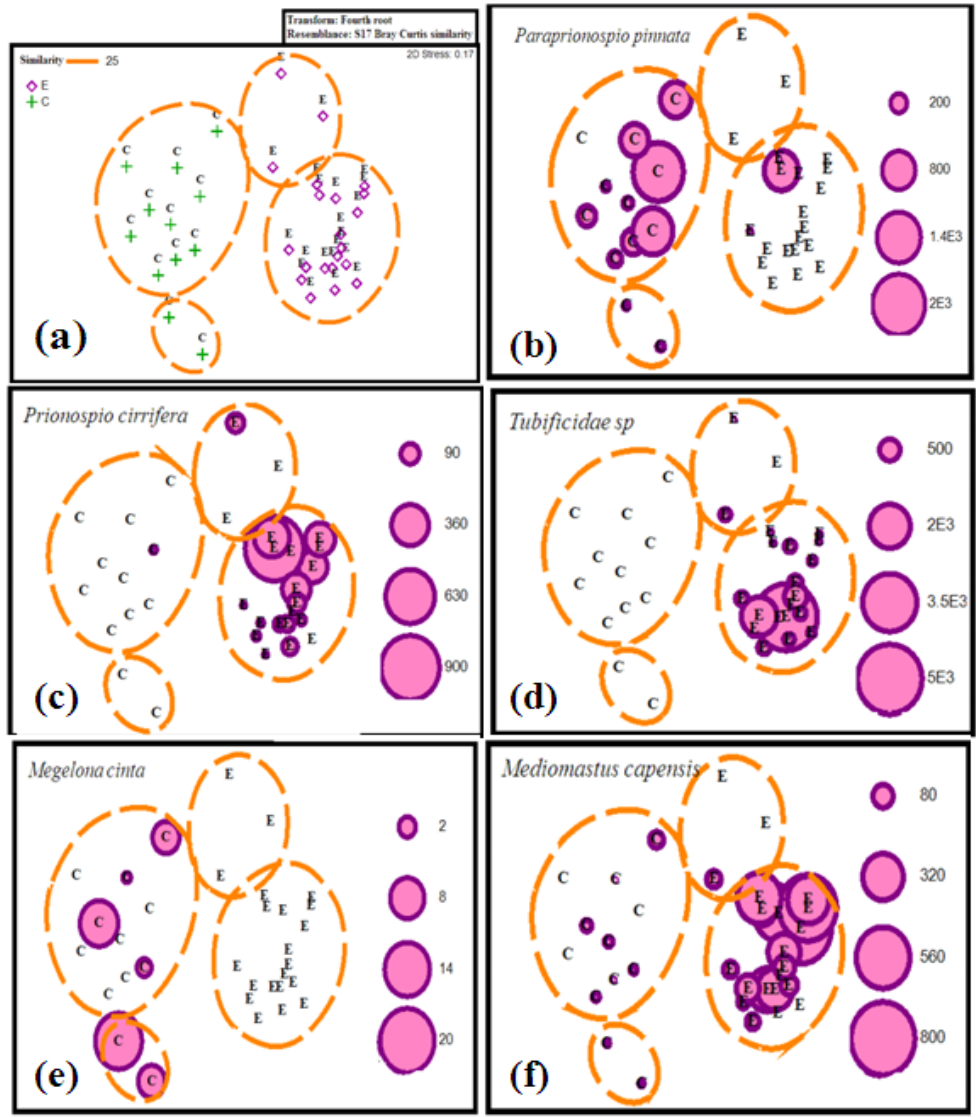 Transform: Fourth root
Resemblance: S17 Bray Curtis similarity
2D Stress: 0.17
Similarity 25
E
C
(a)
Paraprionospio pinnata
200
800
1.4E3
2E3
(b)
Prionospio cirrifera
90
360
630
900
(c)
Tubificidae sp
500
2E3
3.5E3
5E3
(d)
Megelona cinta
2
8
14
20
(e)
Mediomastus capensis
80
320
560
800
(f)